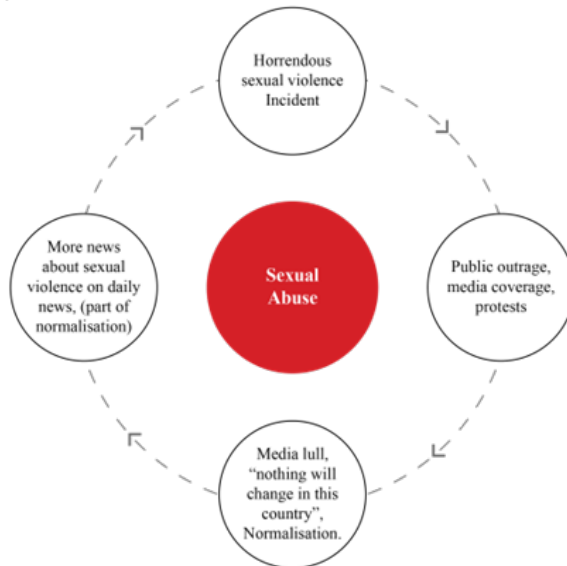 Horrendous
sexual violence
Incident
Public outrage,
media coverage,
protests
Media lull,
“nothing will
change in this
country”,
Normalisation.
More news
about sexual
violence on daily
news, (part of
normalisation)
Sexual
Abuse